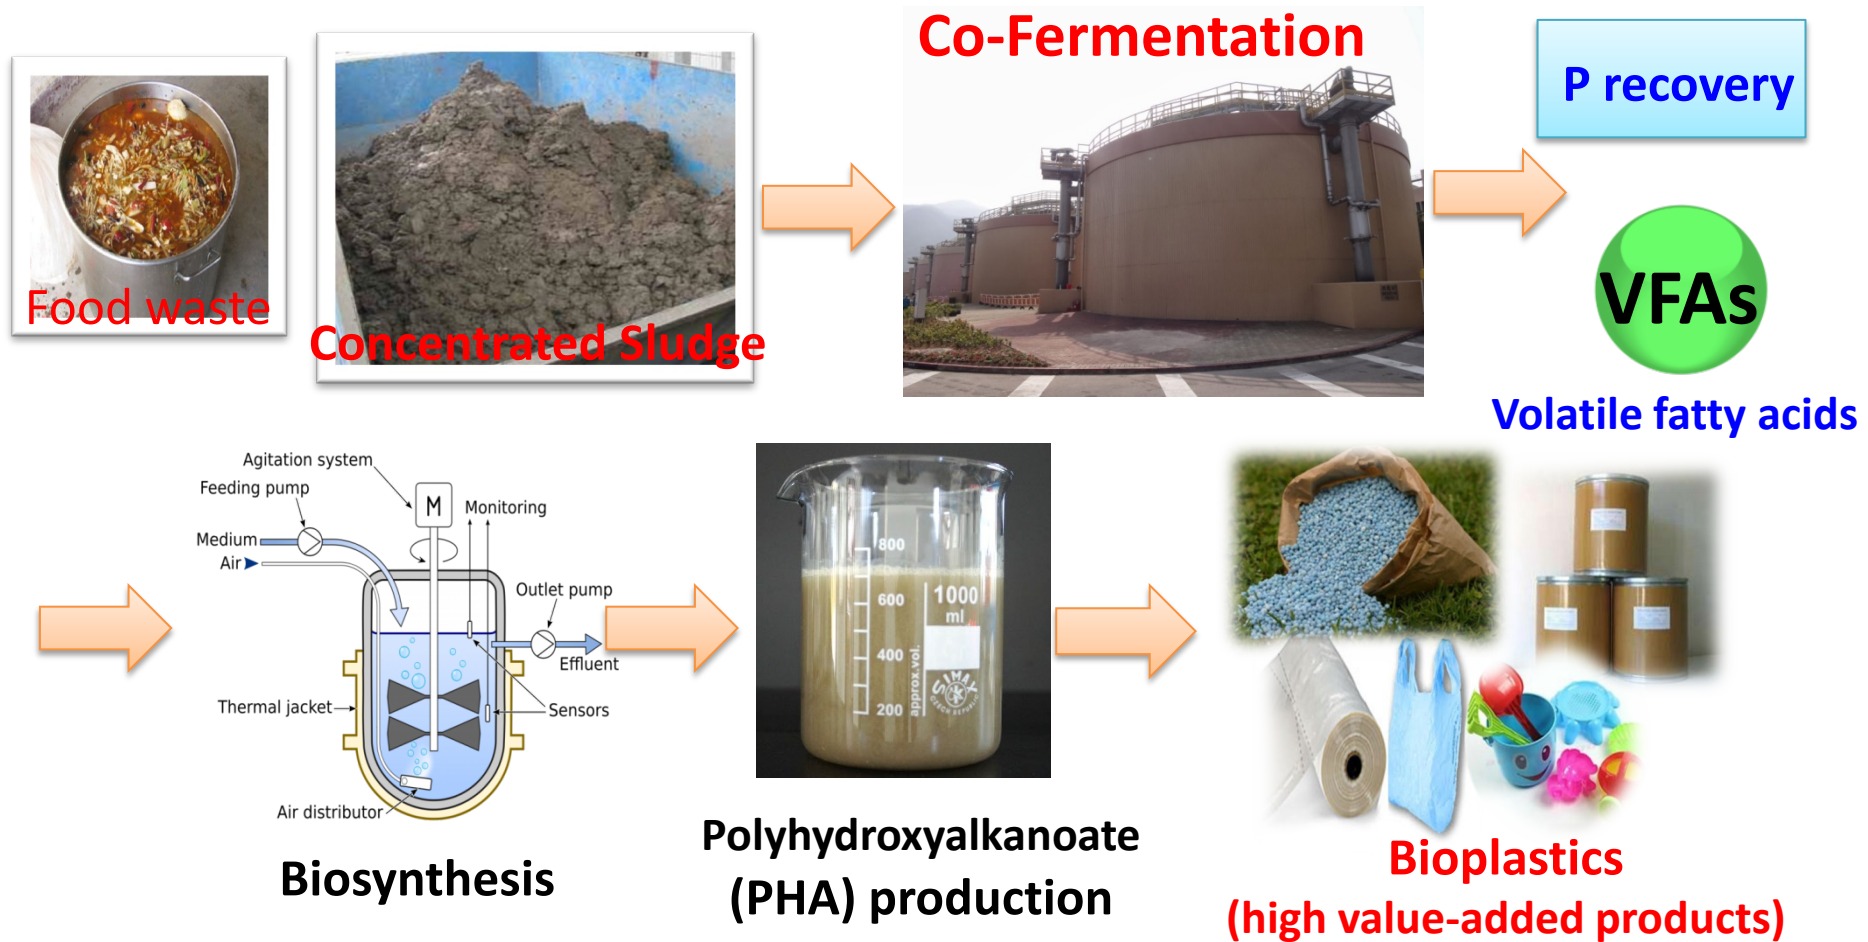 Co-Fermentation
P recovery
Food waste
Concentrated Sludge
VFAs
Volatile fatty acids
Agitation system
Feeding pump
M
Monitoring
Medium
Air
Outlet pump
Effluent
Thermal jacket
Sensors
Air distributor
Biosynthesis
800
600
400
200
1000
ml
approx.vol.
SIMAX
CZECH REPUBLIC
Polyhydroxyalkanoate
(PHA) production
Bioplastics
(high value-added products)